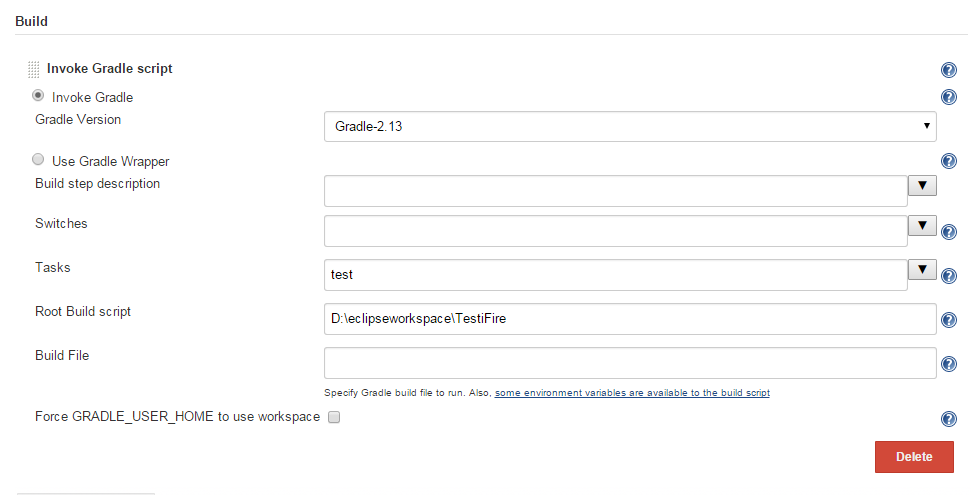 Build
Invoke Gradle script
Invoke Gradle
Gradle Version
Gradle-2.13
Use Gradle Wrapper
Build step description
Switches
Tasks
test
Root Build script
D:\eclipseworkspace\TestiFire
Build File
Specify Gradle build file to run. Also, some environment variables are available to the build script
Force GRADLE_USER_HOME to use workspace
Delete